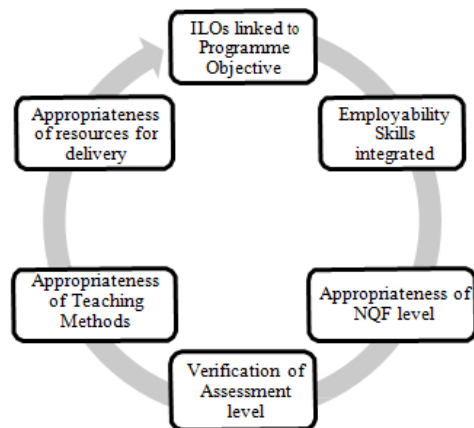 ILOs linked to
Programme
Objective
Employability
Skills
integrated
Appropriateness of
NQF level
Verification of
Assessment
level
Appropriateness
of Teaching
Methods
Appropriateness
of resources for
delivery